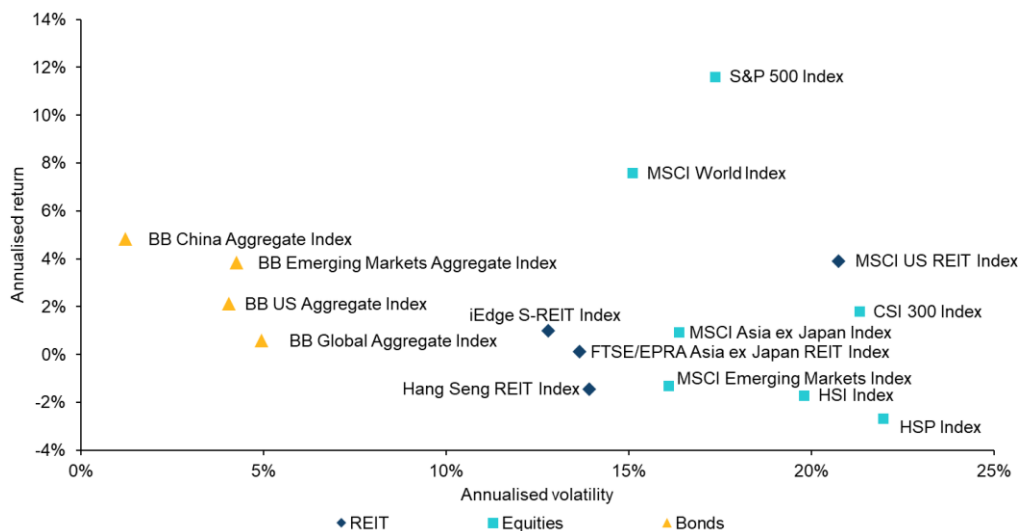 14%
12%
10%
8%
6%
4%
2%
0%
-2%
-4%
Annualised return
S&P 500 Index
MSCI World Index
BB China Aggregate Index
BB Emerging Markets Aggregate Index
MSCI US REIT Index
BB US Aggregate Index
iEdge S-REIT Index
CSI 300 Index
BB Global Aggregate Index
MSCI Asia ex Japan Index
FTSE/EPRA Asia ex Japan REIT Index
Hang Seng REIT Index
MSCI Emerging Markets Index
HSI Index
HSP Index
0% 5% 10% 15% 20% 25%
Annualised volatility
REIT Equities Bonds